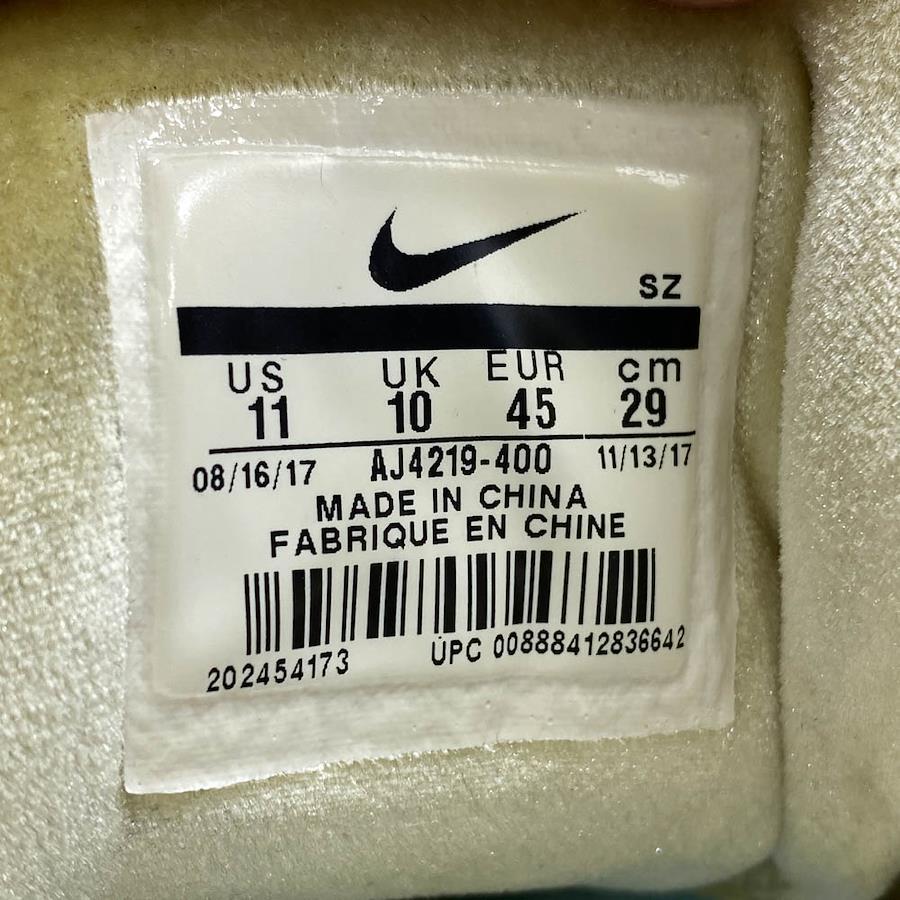 SZ
US UK EUR cm
11 10 45 29
08/16/17 AJ4219-400 11/13/17
MADE IN CHINA
FABRIQUE EN CHINE
202454173 UPC 00888412836642